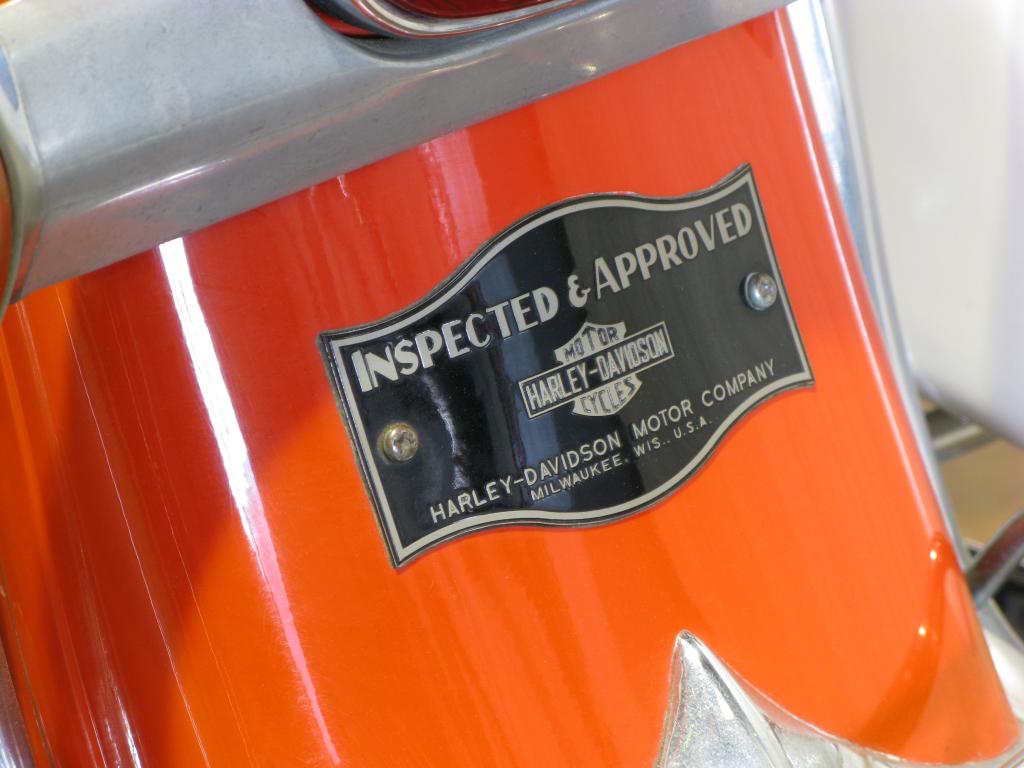 INSPECTED & APPROVED
MOTOR
HARLEY-DAVIDSON
CYCLES
HARLEY-DAVIDSON MOTOR COMPANY
MILWAUKEE, WIS., U.S.A.